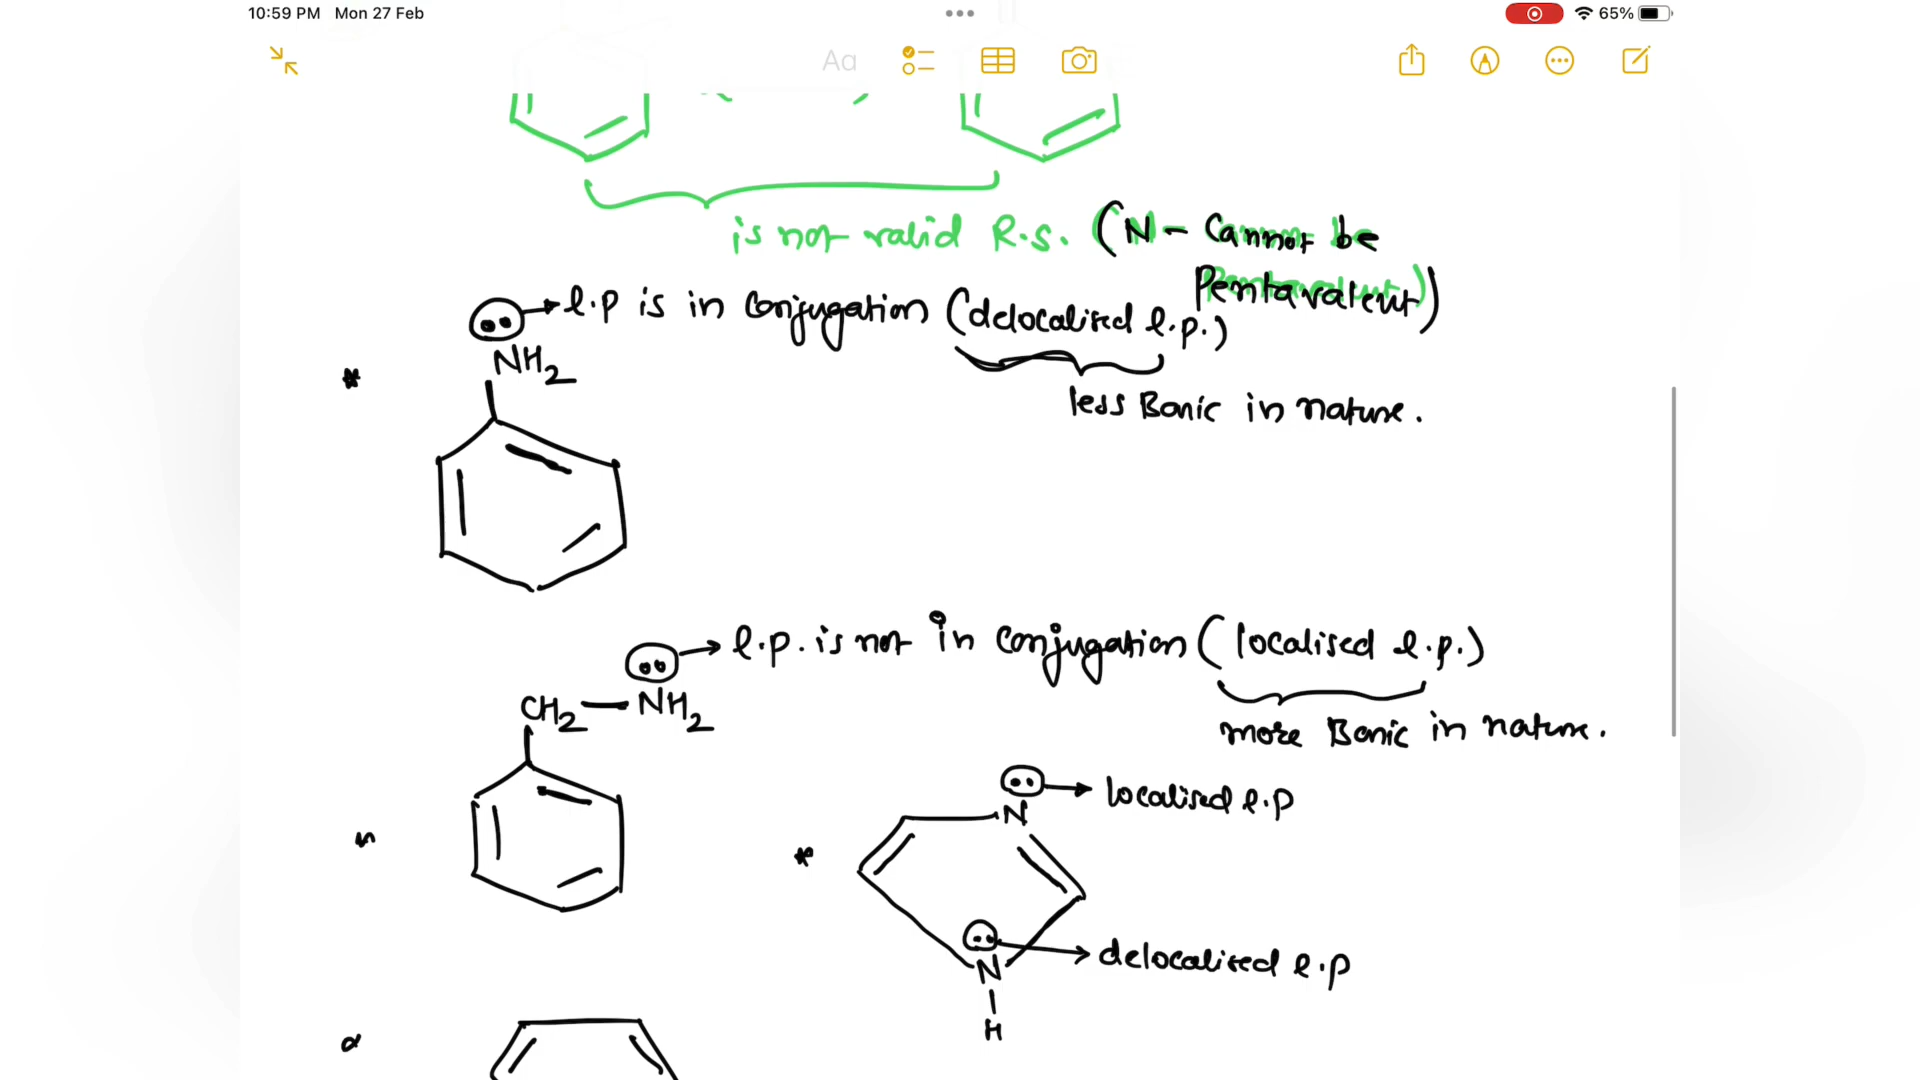 10:59 PM Mon 27 Feb
65%
Aa
is not valid R.S. (N - Cannot be
Pentavalent)
l.p is in conjugation (delocalised l.p.)
NH2
less Basic in nature.
l.p. is not in conjugation (localised l.p.)
CH2 — NH2
more Basic in nature.
localised l.p
N
delocalised l.p
N
H